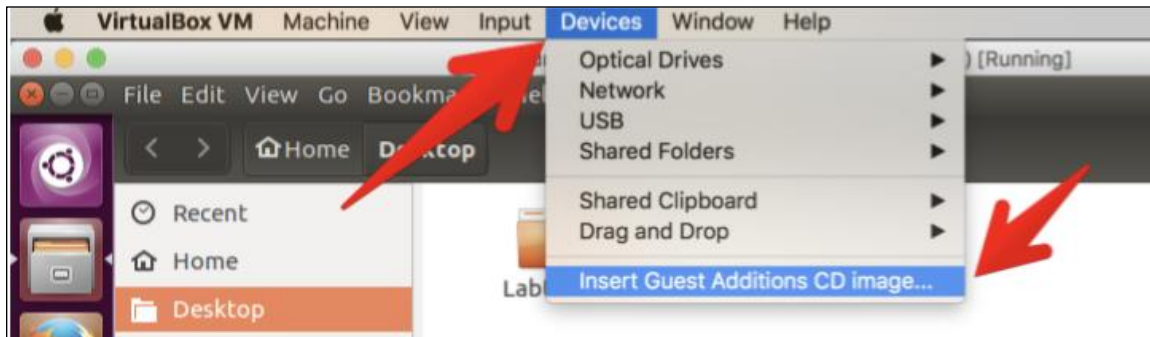 VirtualBox VM Machine View Input Devices Window Help
Optical Drives
) [Running]
File Edit View Go
Network
USB
Home
Shared Folders
Recent
Shared Clipboard
Home
Drag and Drop
Insert Guest Additions CD image...
Desktop